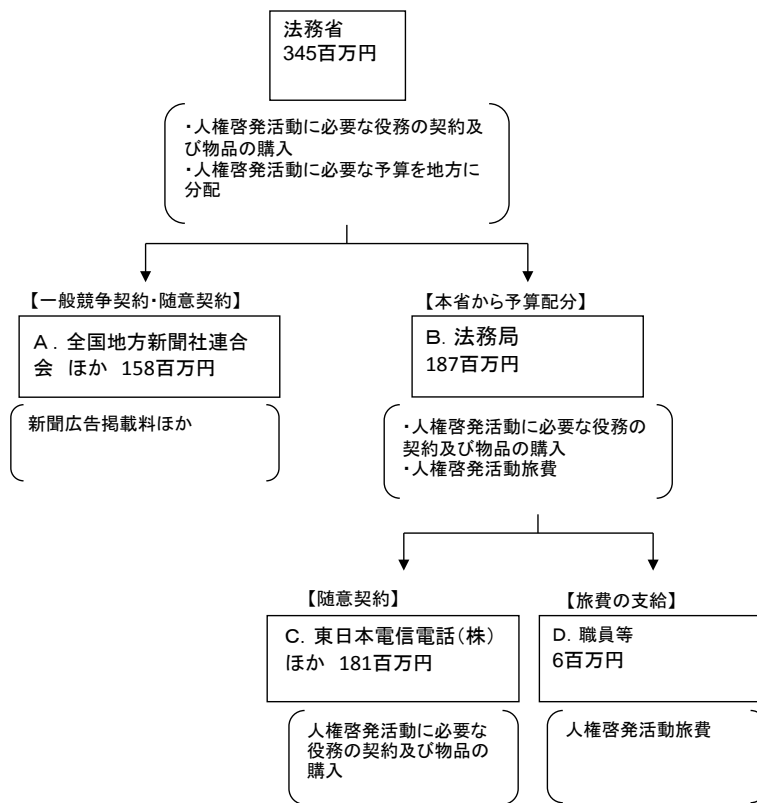 法務省
345百万円
・人権啓発活動に必要な役務の契約及
び物品の購入
・人権啓発活動に必要な予算を地方に
分配
【一般競争契約・随意契約】
A．全国地方新聞社連合
会 ほか 158百万円
新聞広告掲載料ほか
【本省から予算配分】
B．法務局
187百万円
・人権啓発活動に必要な役務の
契約及び物品の購入
・人権啓発活動旅費
【随意契約】
C．東日本電信電話（株）
ほか 181百万円
人権啓発活動に必要な
役務の契約及び物品の
購入
【旅費の支給】
D．職員等
6百万円
人権啓発活動旅費